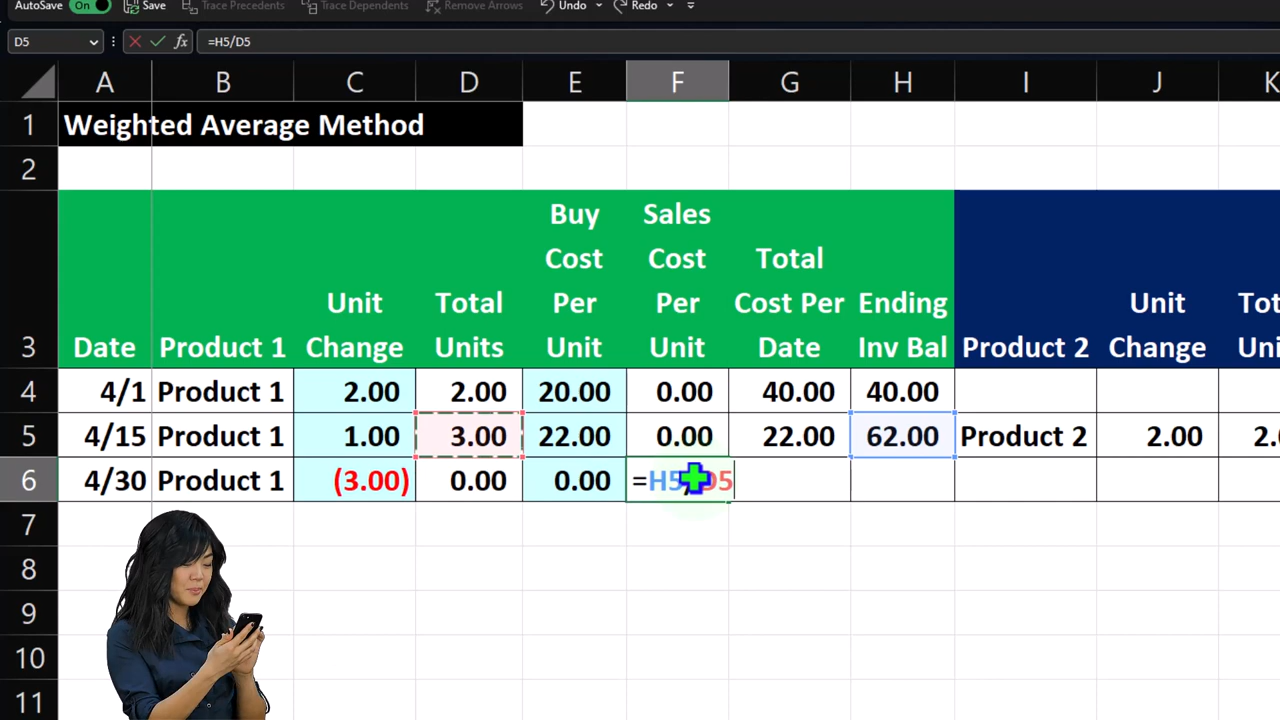 AutoSave On Save Trace Precedents Trace Dependents Remove Arrows Undo Redo
D5 fx =H5/D5
A B C D E F G H I J K
1 Weighted Average Method
2
Buy Sales
Cost Cost Total
Unit Total Per Per Cost Per Ending Unit
3 Date Product 1 Change Units Unit Unit Date Inv Bal Product 2 Change
4 4/1 Product 1 2.00 2.00 20.00 0.00 40.00 40.00
5 4/15 Product 1 1.00 3.00 22.00 0.00 22.00 62.00 Product 2 2.00
6 4/30 Product 1 (3.00) 0.00 0.00 =H5/D5
7
8
9
10
11